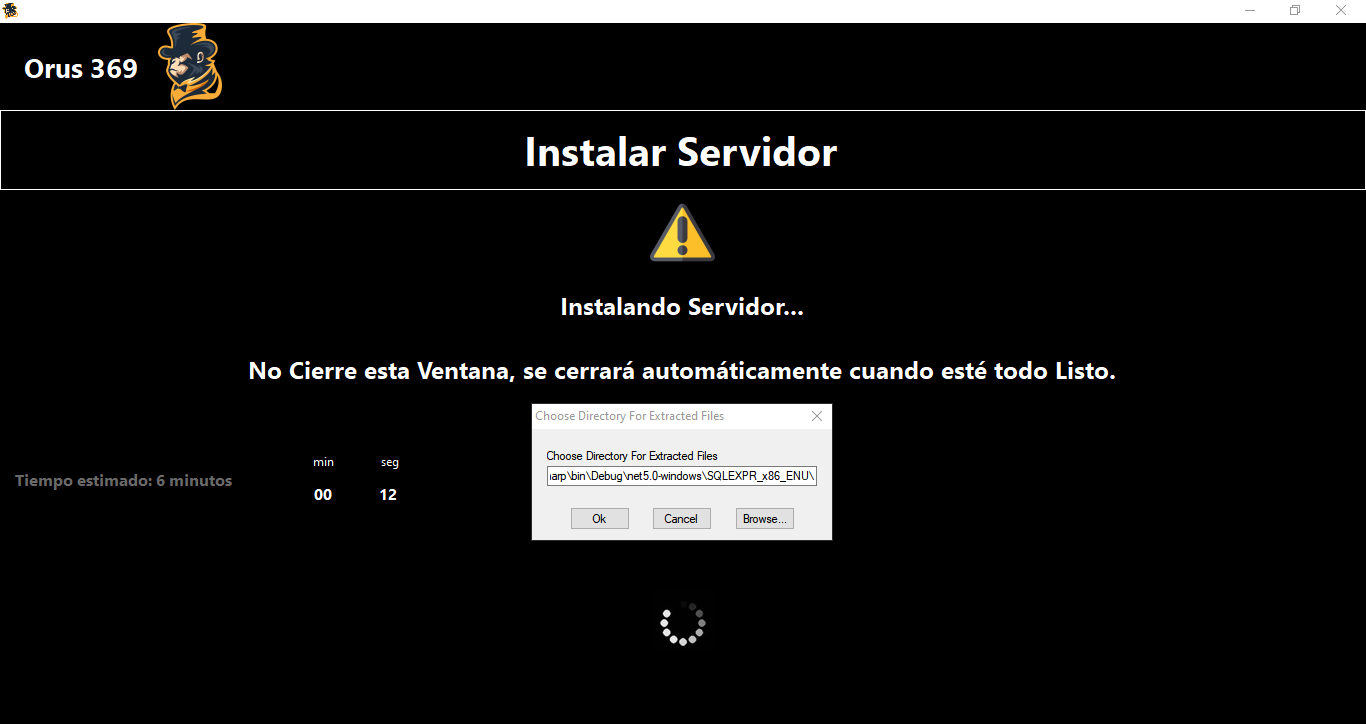 Orus 369
Instalar Servidor
Instalando Servidor...
No Cierre esta Ventana, se cerrará automáticamente cuando esté todo Listo.
Choose Directory For Extracted Files
Choose Directory For Extracted Files
arp\bin\Debug\net5.0-windows\SQLEXPR_x86_ENU\
Ok Cancel Browse...
min seg
Tiempo estimado: 6 minutos 00 12